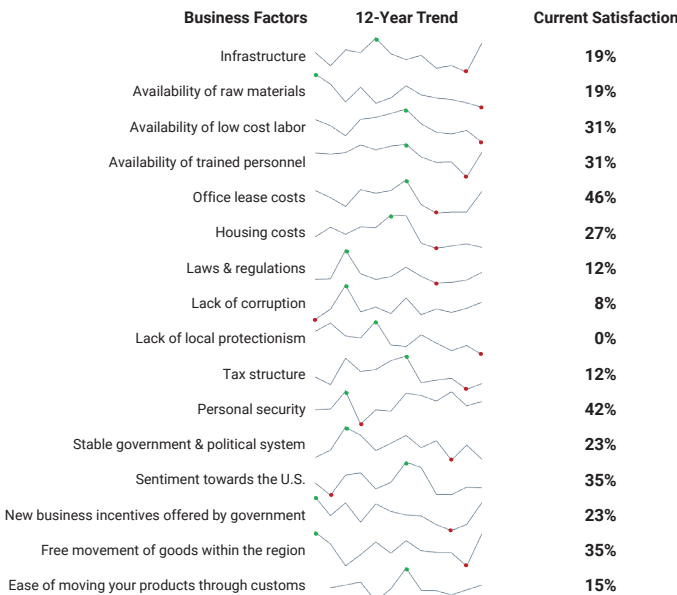 Business Factors 12-Year Trend Current Satisfaction
Infrastructure 19%
Availability of raw materials 19%
Availability of low cost labor 31%
Availability of trained personnel 31%
Office lease costs 46%
Housing costs 27%
Laws & regulations 12%
Lack of corruption 8%
Lack of local protectionism 0%
Tax structure 12%
Personal security 42%
Stable government & political system 23%
Sentiment towards the U.S. 35%
New business incentives offered by government 23%
Free movement of goods within the region 35%
Ease of moving your products through customs 15%